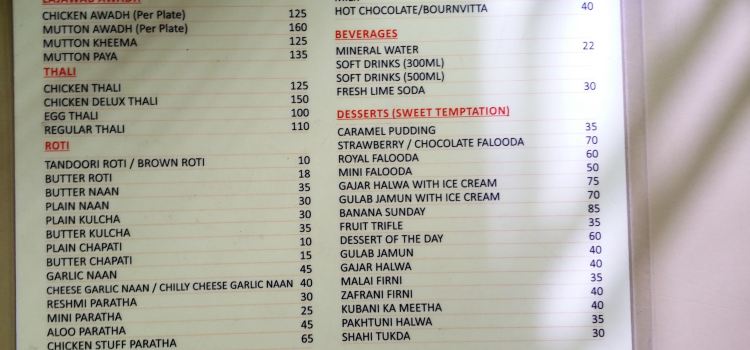 LAJAWAB AWADH
CHICKEN AWADH (Per Plate) 125
MUTTON AWADH (Per Plate) 160
MUTTON KHEEMA 125
MUTTON PAYA 135
THALI
CHICKEN THALI 125
CHICKEN DELUX THALI 150
EGG THALI 100
REGULAR THALI 110
ROTI
TANDOORI ROTI / BROWN ROTI 10
BUTTER ROTI 18
BUTTER NAAN 35
PLAIN NAAN 30
PLAIN KULCHA 30
BUTTER KULCHA 35
PLAIN CHAPATI 10
BUTTER CHAPATI 15
GARLIC NAAN 45
CHEESE GARLIC NAAN / CHILLY CHEESE GARLIC NAAN 40
RESHMI PARATHA 30
MINI PARATHA 25
ALOO PARATHA 45
CHICKEN STUFF PARATHA 65
HOT CHOCOLATE/BOURNVITTA 40
BEVERAGES
MINERAL WATER 22
SOFT DRINKS (300ML)
SOFT DRINKS (500ML)
FRESH LIME SODA 30
DESSERTS (SWEET TEMPTATION)
CARAMEL PUDDING 35
STRAWBERRY / CHOCOLATE FALOODA 70
ROYAL FALOODA 60
MINI FALOODA 50
GAJAR HALWA WITH ICE CREAM 75
GULAB JAMUN WITH ICE CREAM 70
BANANA SUNDAY 85
FRUIT TRIFLE 35
DESSERT OF THE DAY 60
GULAB JAMUN 40
GAJAR HALWA 40
MALAI FIRNI 35
ZAFRANI FIRNI 40
KUBANI KA MEETHA 40
PAKHTUNI HALWA 35
SHAHI TUKDA 30